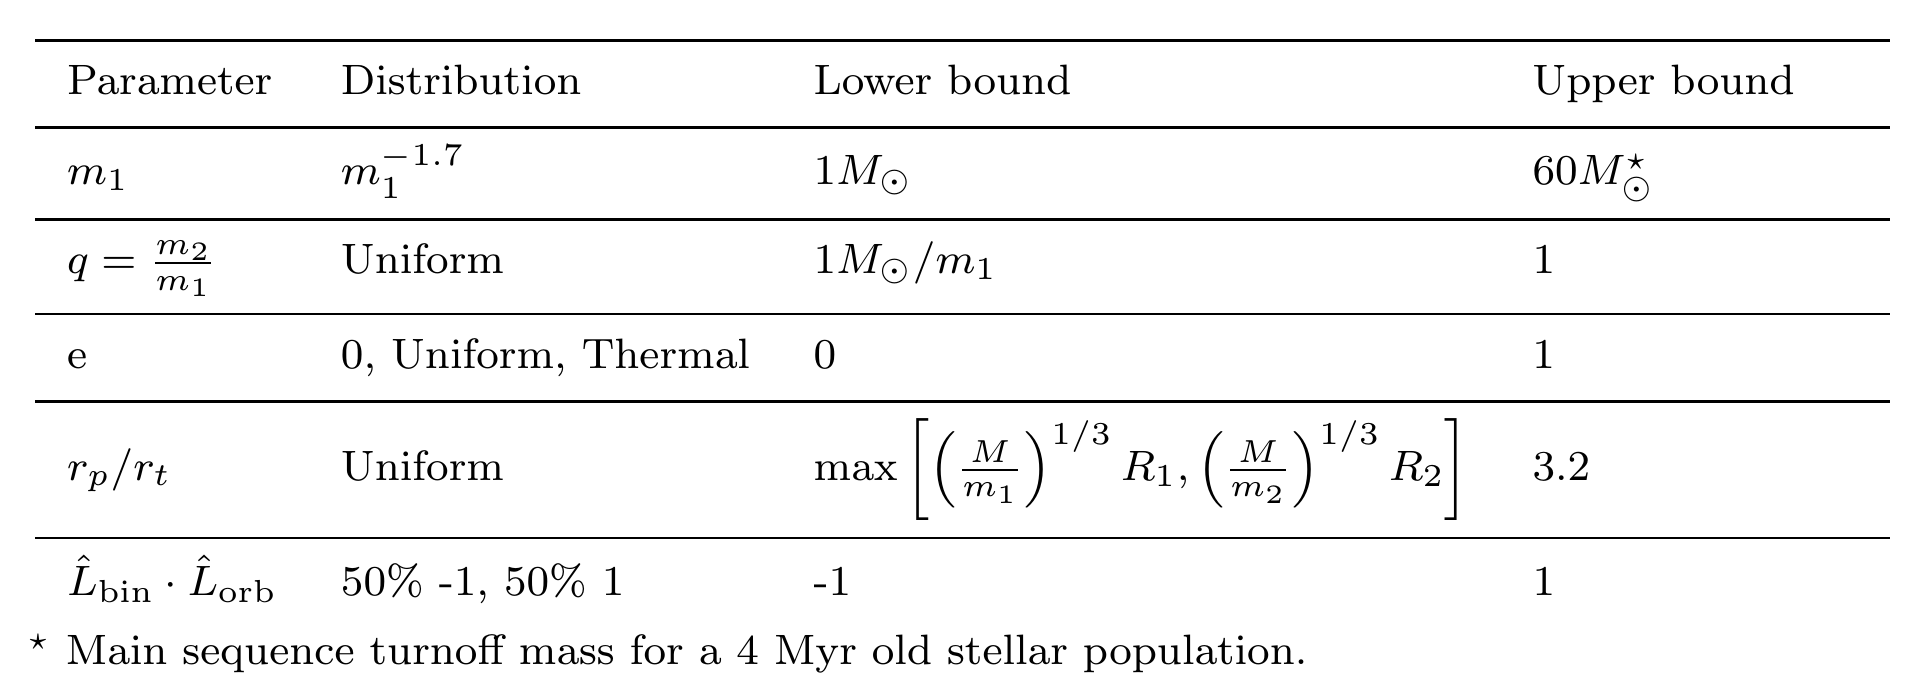 Parameter Distribution Lower bound Upper bound
$m_1$ $m_1^{-1.7}$ $1M_\odot$ $60M_\odot^\star$
$q = \frac{m_2}{m_1}$ Uniform $1M_\odot/m_1$ 1
e 0, Uniform, Thermal 0 1
$r_p/r_t$ Uniform $\max\left[\left(\frac{M}{m_1}\right)^{1/3} R_1, \left(\frac{M}{m_2}\right)^{1/3} R_2\right]$ 3.2
$\hat{L}_{\mathrm{bin}} \cdot \hat{L}_{\mathrm{orb}}$ 50% -1, 50% 1 -1 1
$^\star$ Main sequence turnoff mass for a 4 Myr old stellar population.